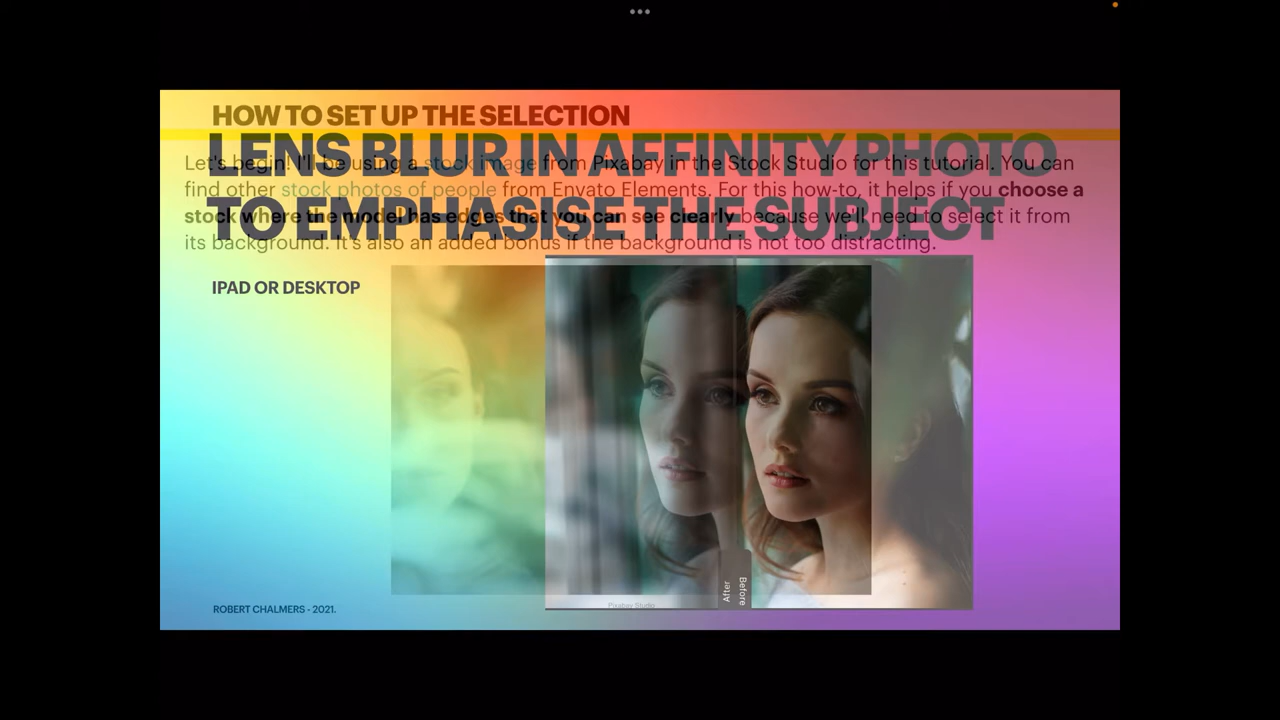 HOW TO SET UP THE SELECTION
LENS BLUR IN AFFINITY PHOTO
TO EMPHASISE THE SUBJECT
Let's begin! I'll be using a stock image from Pixabay in the Stock Studio for this tutorial. You can
find other stock photos of people from Envato Elements. For this how-to, it helps if you choose a
stock where the model has edges that you can see clearly because we'll need to select it from
its background. It's also an added bonus if the background is not too distracting.
IPAD OR DESKTOP
After
Before
Pixabay Studio
ROBERT CHALMERS - 2021.